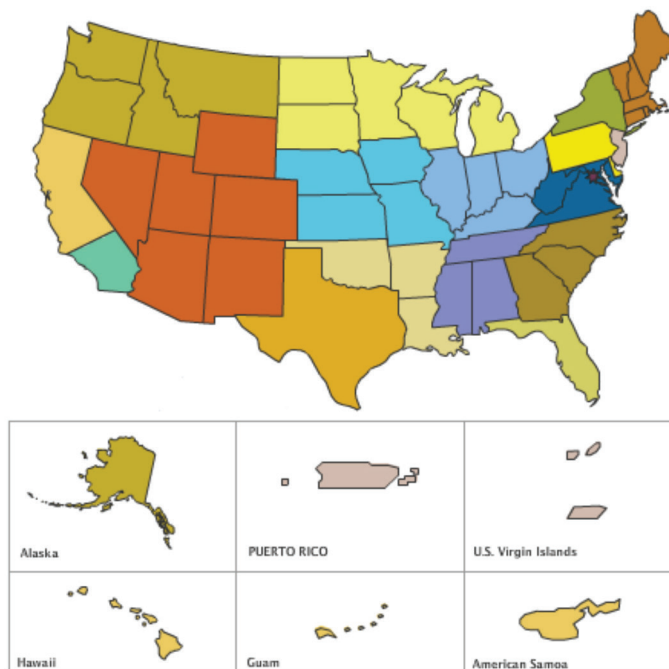 Alaska
PUERTO RICO
U.S. Virgin Islands
Hawaii
Guam
American Samoa